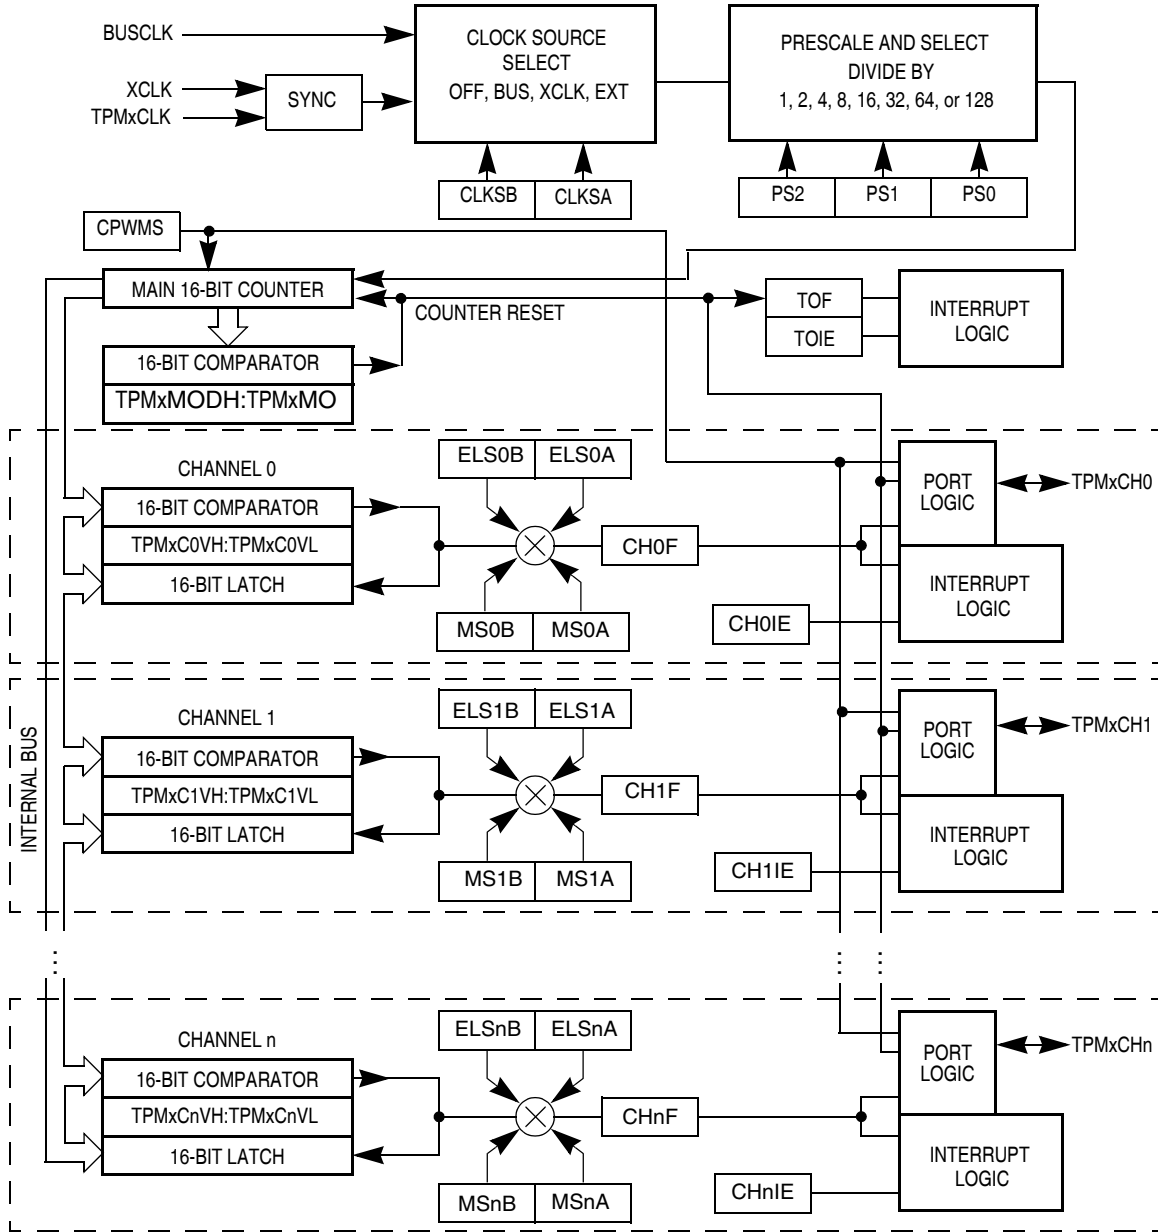 BUSCLK
XCLK
TPMxCLK
SYNC
CLOCK SOURCE
SELECT
OFF, BUS, XCLK, EXT
PRESCALE AND SELECT
DIVIDE BY
1, 2, 4, 8, 16, 32, 64, or 128
CLKSB
CLKSA
PS2
PS1
PS0
CPWMS
MAIN 16-BIT COUNTER
COUNTER RESET
16-BIT COMPARATOR
TPMxMODH:TPMxMO
TOF
TOIE
INTERRUPT
LOGIC
INTERNAL BUS
CHANNEL 0
16-BIT COMPARATOR
TPMxC0VH:TPMxC0VL
16-BIT LATCH
ELS0B
ELS0A
MS0B
MS0A
CH0F
CH0IE
PORT
LOGIC
INTERRUPT
LOGIC
TPMxCH0
CHANNEL 1
16-BIT COMPARATOR
TPMxC1VH:TPMxC1VL
16-BIT LATCH
ELS1B
ELS1A
MS1B
MS1A
CH1F
CH1IE
PORT
LOGIC
INTERRUPT
LOGIC
TPMxCH1
...
... ...
CHANNEL n
16-BIT COMPARATOR
TPMxCnVH:TPMxCnVL
16-BIT LATCH
ELSnB
ELSnA
MSnB
MSnA
CHnF
CHnIE
PORT
LOGIC
INTERRUPT
LOGIC
TPMxCHn